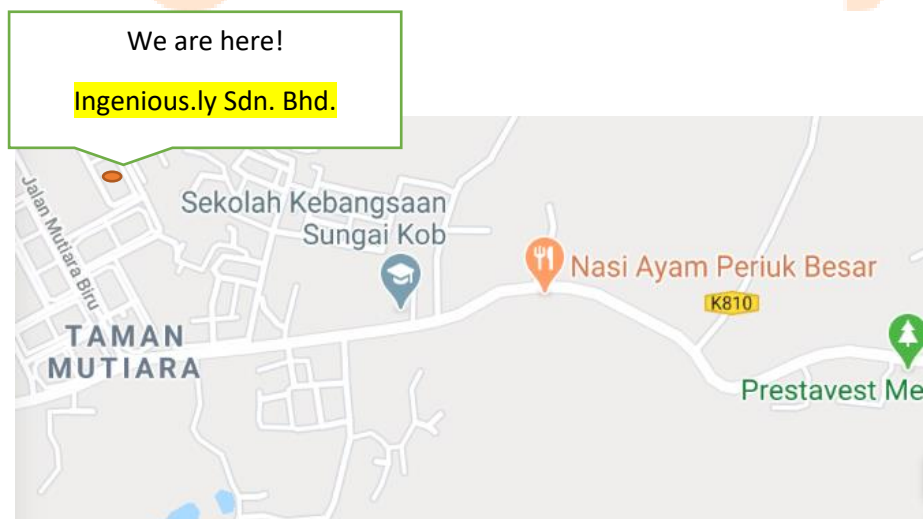 We are here!
Ingenious.ly Sdn. Bhd.
Jalan Mutiara Biru
Sekolah Kebangsaan
Sungai Kob
Nasi Ayam Periuk Besar
K810
TAMAN
MUTIARA
Prestavest Me